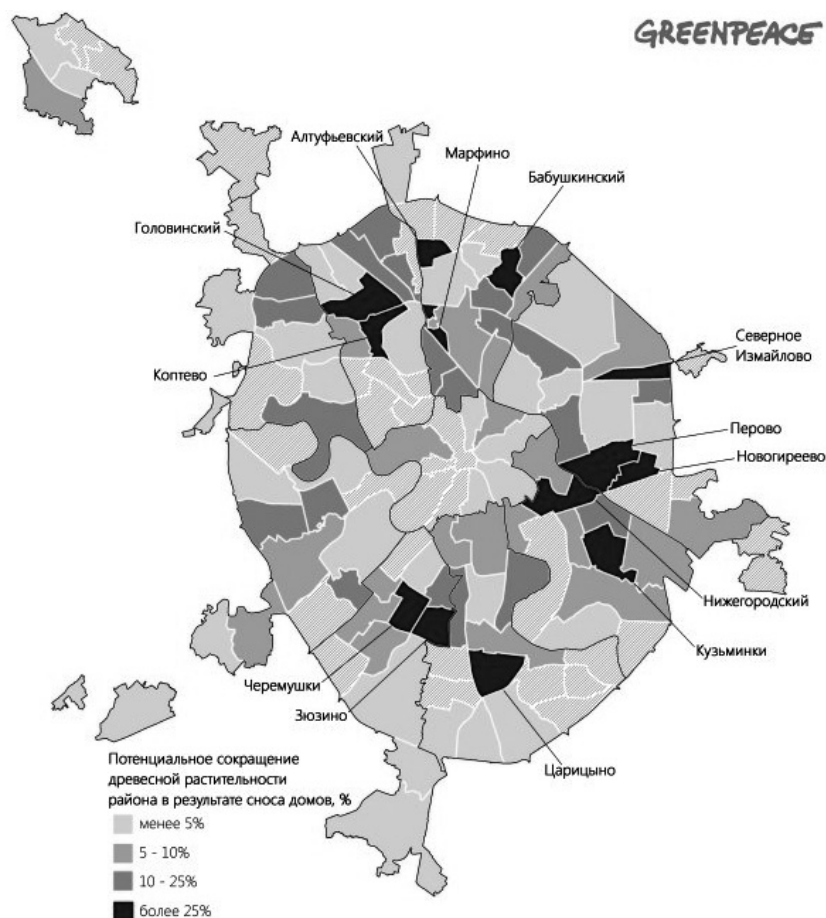 GREENPEACE
Алтуфьевский
Марфино
Бабушкинский
Головинский
Северное
Измайлово
Коптево
Перово
Новогиреево
Нижегородский
Кузьминки
Черемушки
Зюзино
Царицыно
Потенциальное сокращение
древесной растительности
района в результате сноса домов, %
менее 5%
5 - 10%
10 - 25%
более 25%